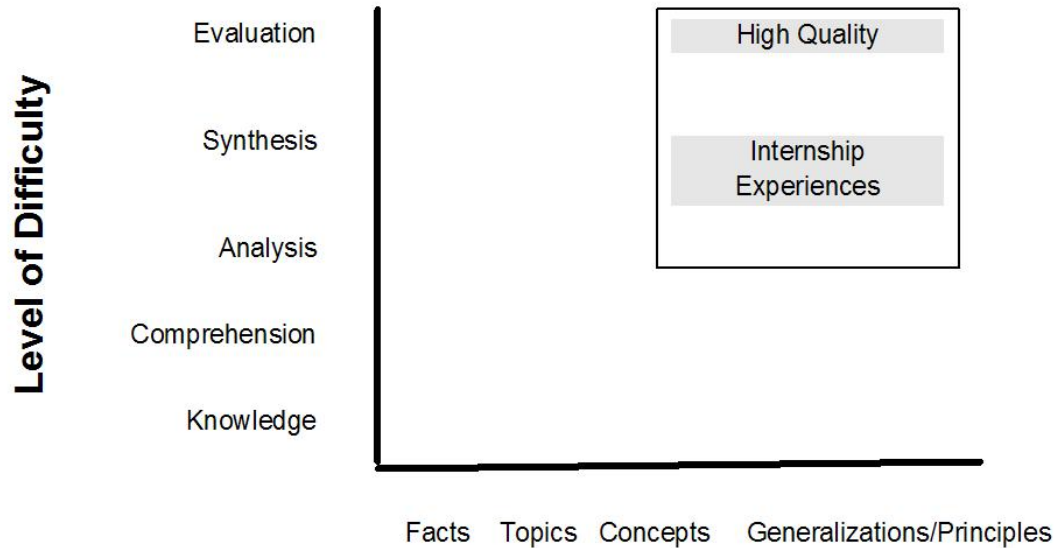 Evaluation
High Quality
Synthesis
Internship
Experiences
Level of Difficulty
Analysis
Comprehension
Knowledge
Facts Topics Concepts Generalizations/Principles